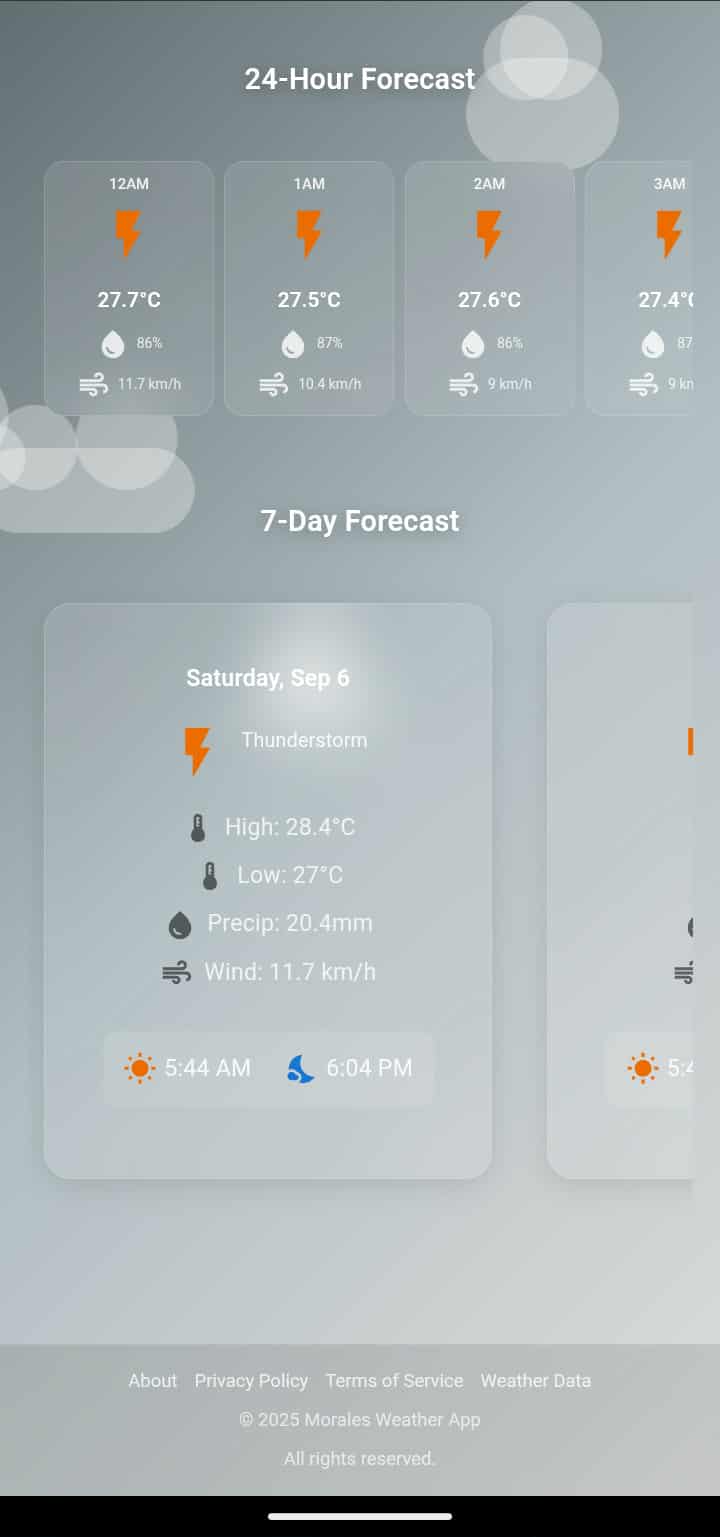 24-Hour Forecast
12AM 1AM 2AM 3AM
27.7°C 27.5°C 27.6°C 27.4°C
86% 87% 86% 87
11.7 km/h 10.4 km/h 9 km/h 9 km
7-Day Forecast
Saturday, Sep 6
Thunderstorm
High: 28.4°C
Low: 27°C
Precip: 20.4mm
Wind: 11.7 km/h
5:44 AM 6:04 PM 5:4
About Privacy Policy Terms of Service Weather Data
© 2025 Morales Weather App
All rights reserved.